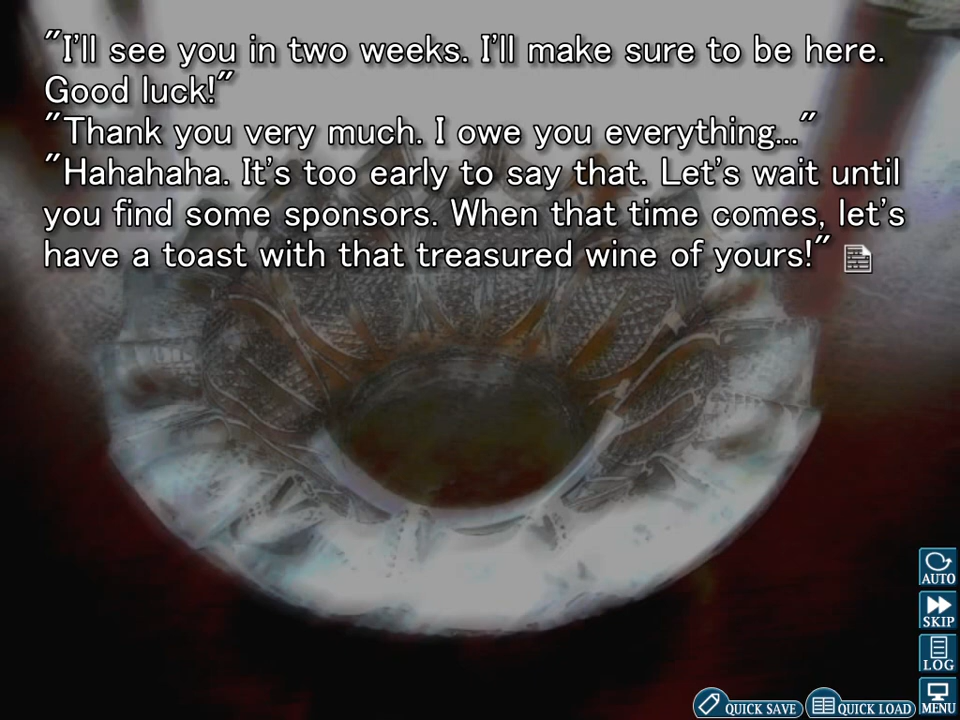 "I'll see you in two weeks. I'll make sure to be here.
Good luck!"
"Thank you very much. I owe you everything..."
"Hahahaha. It's too early to say that. Let's wait until
you find some sponsors. When that time comes, let's
have a toast with that treasured wine of yours!"
AUTO
SKIP
LOG
MENU
QUICK SAVE
QUICK LOAD